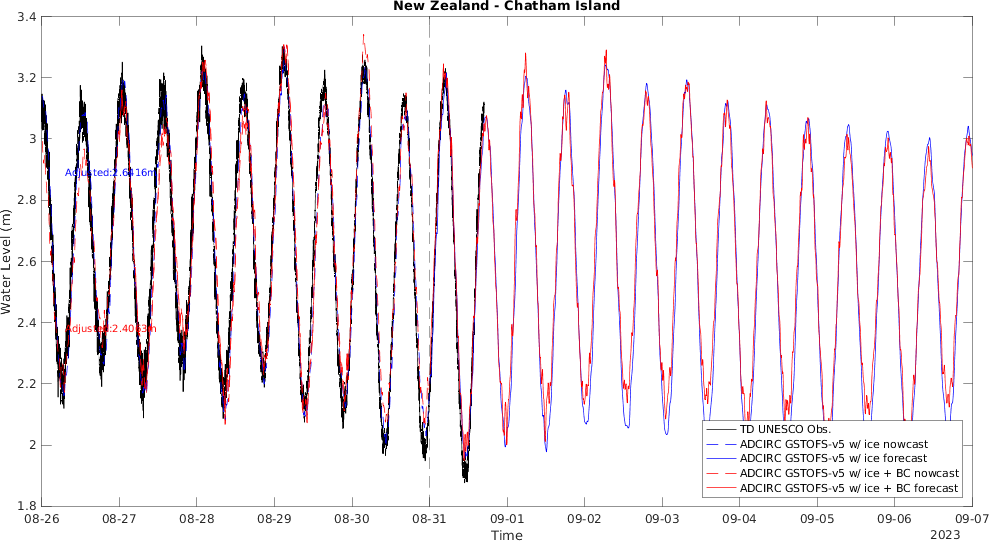 New Zealand - Chatham Island
Water Level (m)
3.4
3.2
3
2.8
2.6
2.4
2.2
2
1.8
Adjusted:2.6416m
Adjusted:2.4063m
TD UNESCO Obs.
ADCIRC GSTOFS-v5 w/ ice nowcast
ADCIRC GSTOFS-v5 w/ ice forecast
ADCIRC GSTOFS-v5 w/ ice + BC nowcast
ADCIRC GSTOFS-v5 w/ ice + BC forecast
08-26 08-27 08-28 08-29 08-30 08-31 09-01 09-02 09-03 09-04 09-05 09-06 09-07
Time
2023